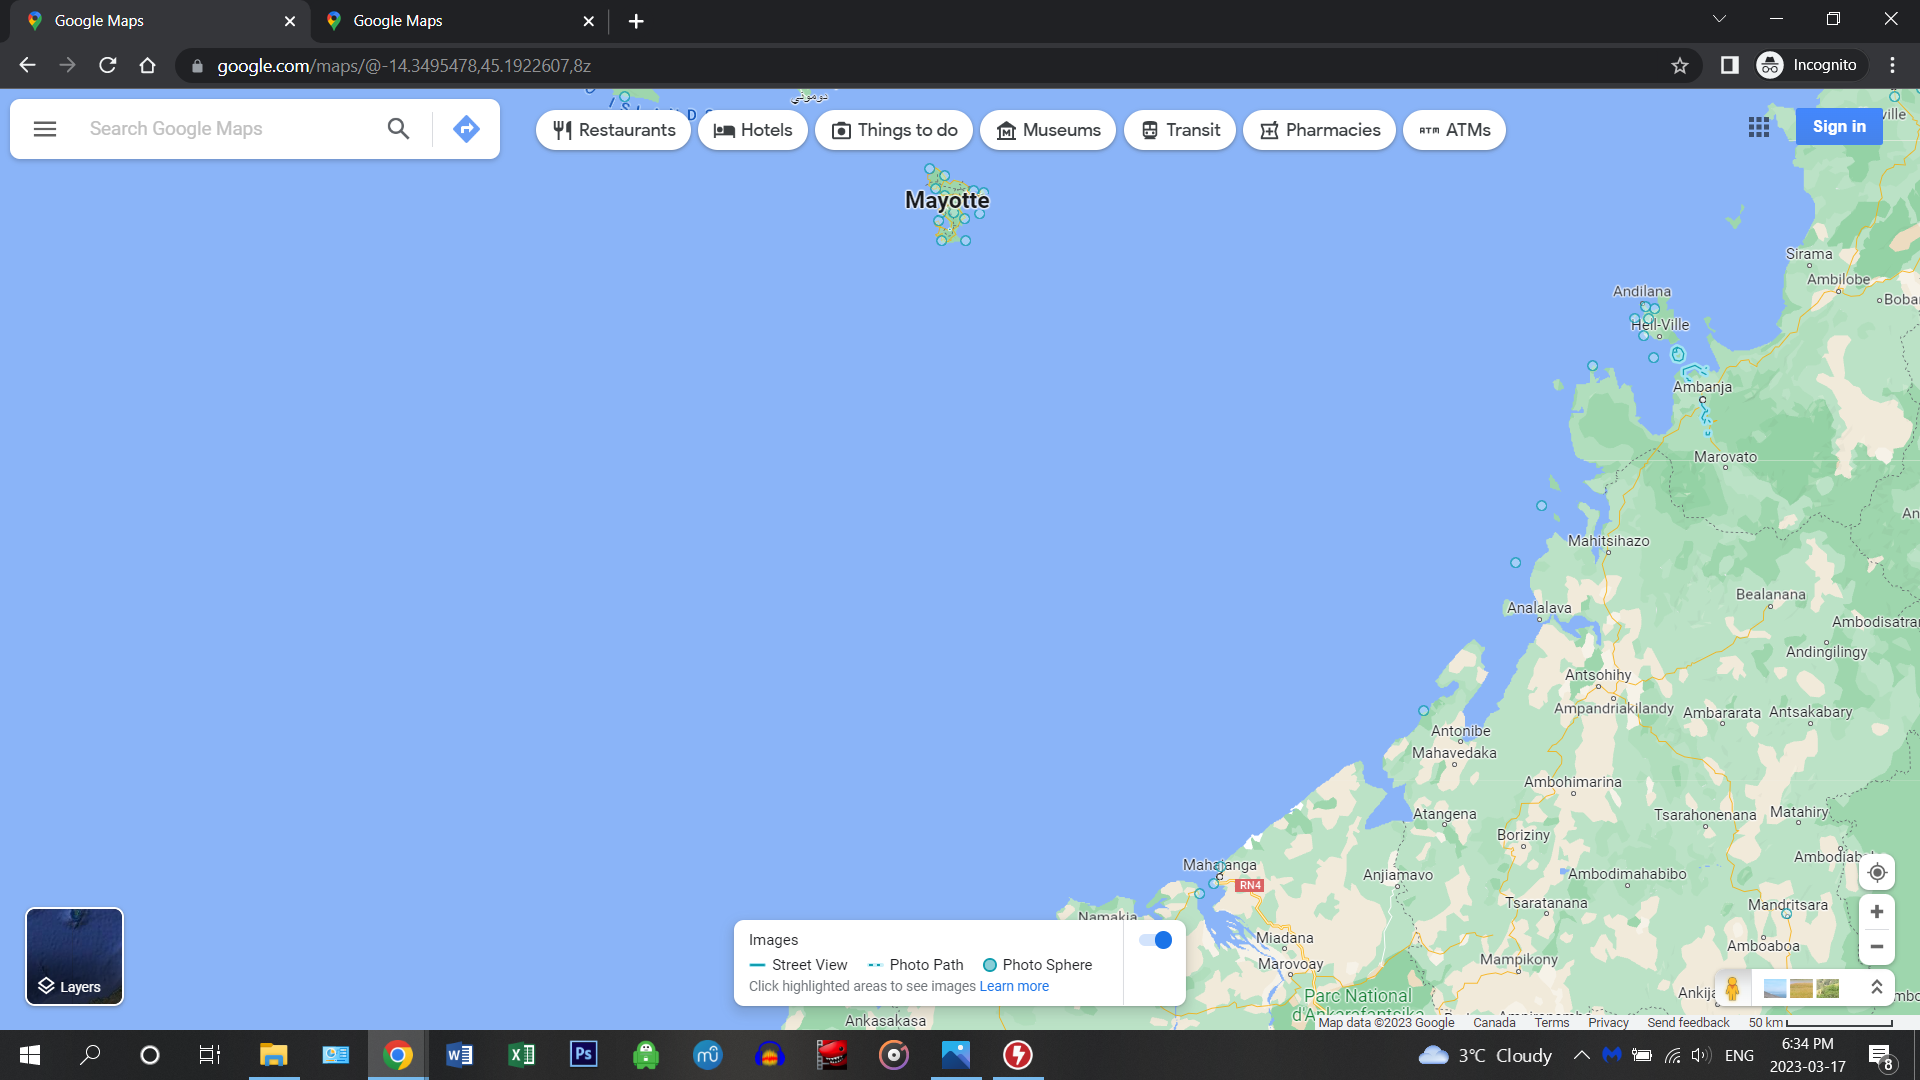 Google Maps
Google Maps
google.com/maps/@-14.3495478,45.1922607,8z
Incognito
Search Google Maps
Restaurants
Hotels
Things to do
Museums
Transit
Pharmacies
ATM ATMs
Sign in
دوموني
Mayotte
Sirama
Ambilobe
Andilana
Hell-Ville
Ambanja
Marovato
Mahitsihazo
Bealanana
Analalava
Andingilingy
Antsohihy
Ampandriakilandy
Ambararata
Antsakabary
Antonibe
Mahavedaka
Ambohimarina
Atangena
Tsarahonenana
Matahiry
Boriziny
Mahajanga
RN4
Anjiamavo
Ambodimahabibo
Tsaratanana
Mandritsara
Namakia
Miadana
Amboaboa
Marovoay
Mampikony
Parc National
d'Ankarafantsika
Ankasakasa
Images
Street View
Photo Path
Photo Sphere
Click highlighted areas to see images Learn more
Layers
Map data ©2023 Google
Canada
Terms
Privacy
Send feedback
50 km
3°C Cloudy
ENG
6:34 PM
2023-03-17
8